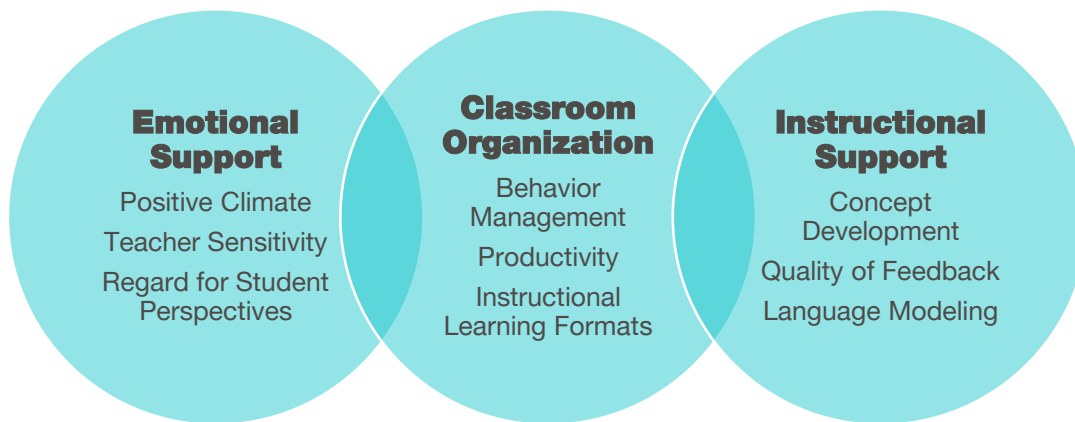 Emotional
Support
Positive Climate
Teacher Sensitivity
Regard for Student
Perspectives
Classroom
Organization
Behavior
Management
Productivity
Instructional
Learning Formats
Instructional
Support
Concept
Development
Quality of Feedback
Language Modeling